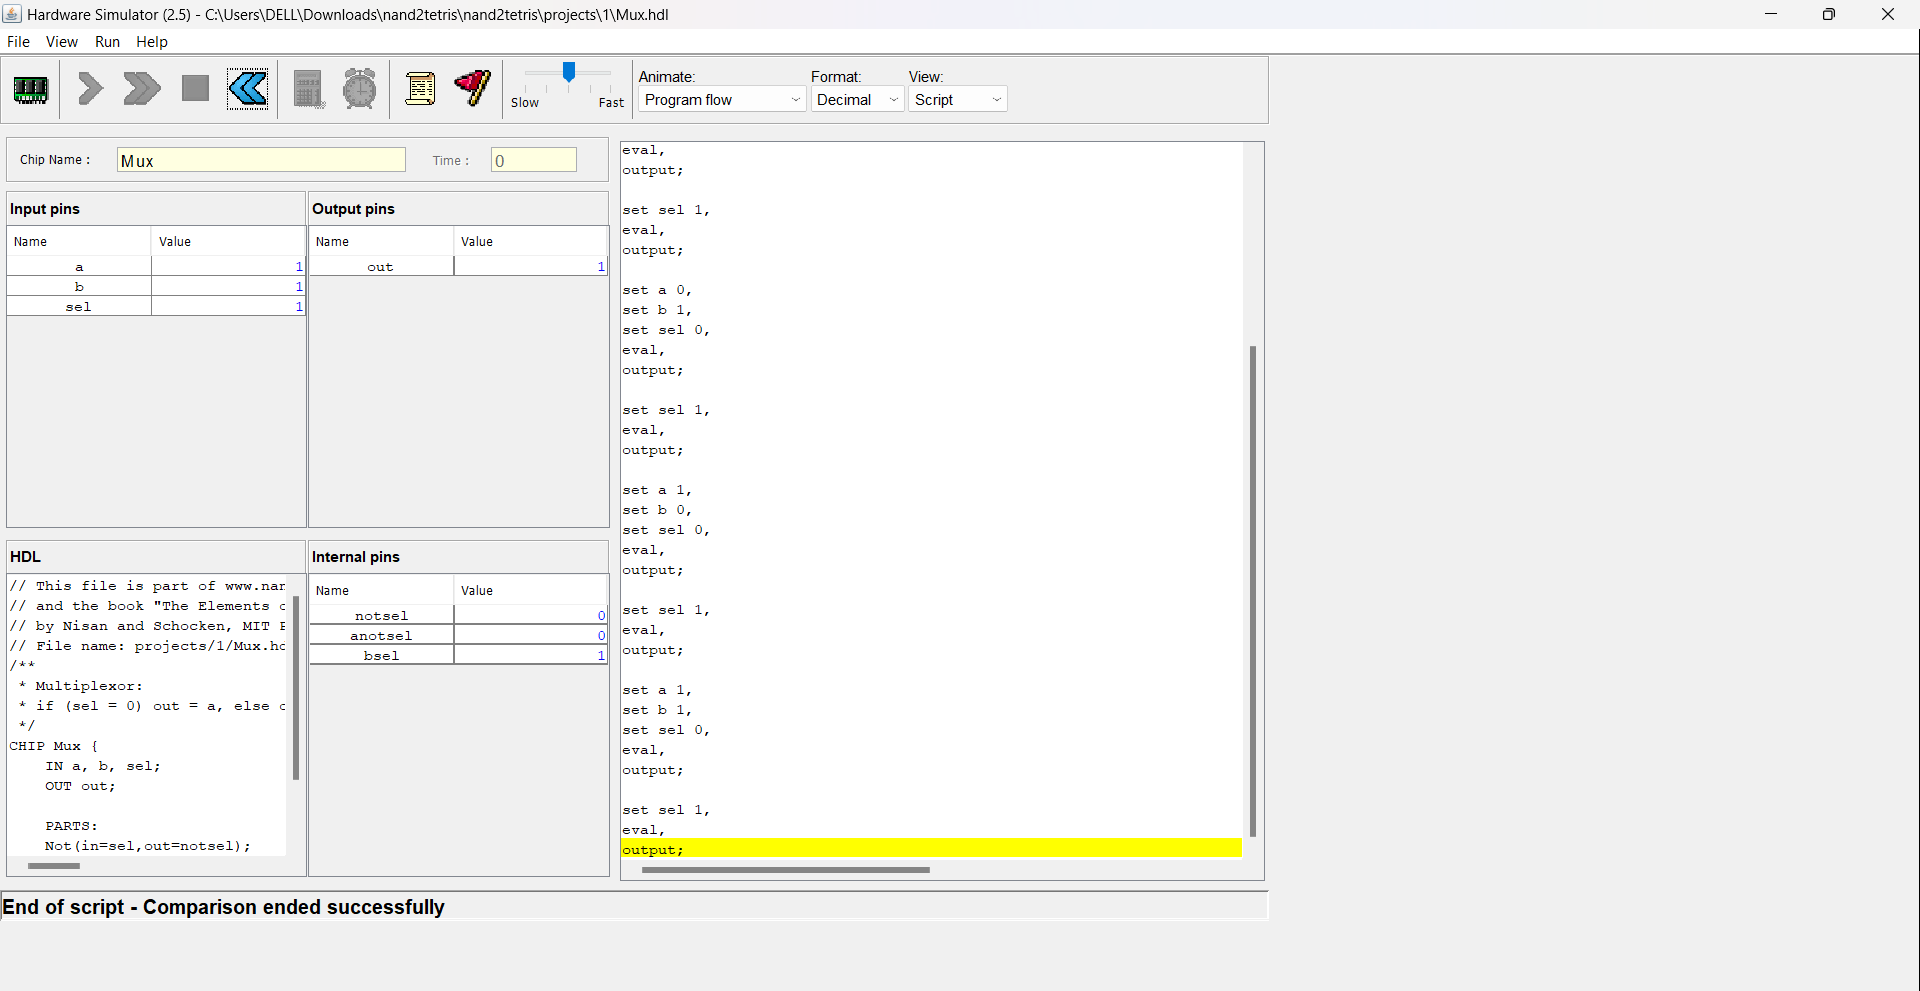 Hardware Simulator (2.5) - C:\Users\DELL\Downloads\nand2tetris\nand2tetris\projects\1\Mux.hdl
File View Run Help
Slow Fast
Animate: Format: View:
Program flow Decimal Script
Chip Name : Mux Time : 0
Input pins
Name Value
a 1
b 1
sel 1
Output pins
Name Value
out 1
HDL
// This file is part of www.nan
// and the book "The Elements
// by Nisan and Schocken, MIT
// File name: projects/1/Mux.hd
/**
* Multiplexor:
* if (sel = 0) out = a, else
*/
CHIP Mux {
IN a, b, sel;
OUT out;
PARTS:
Not(in=sel,out=notsel);
Internal pins
Name Value
notsel 0
anotsel 0
bsel 1
eval,
output;
set sel 1,
eval,
output;
set a 0,
set b 1,
set sel 0,
eval,
output;
set sel 1,
eval,
output;
set a 1,
set b 0,
set sel 0,
eval,
output;
set sel 1,
eval,
output;
set a 1,
set b 1,
set sel 0,
eval,
output;
set sel 1,
eval,
output;
End of script - Comparison ended successfully